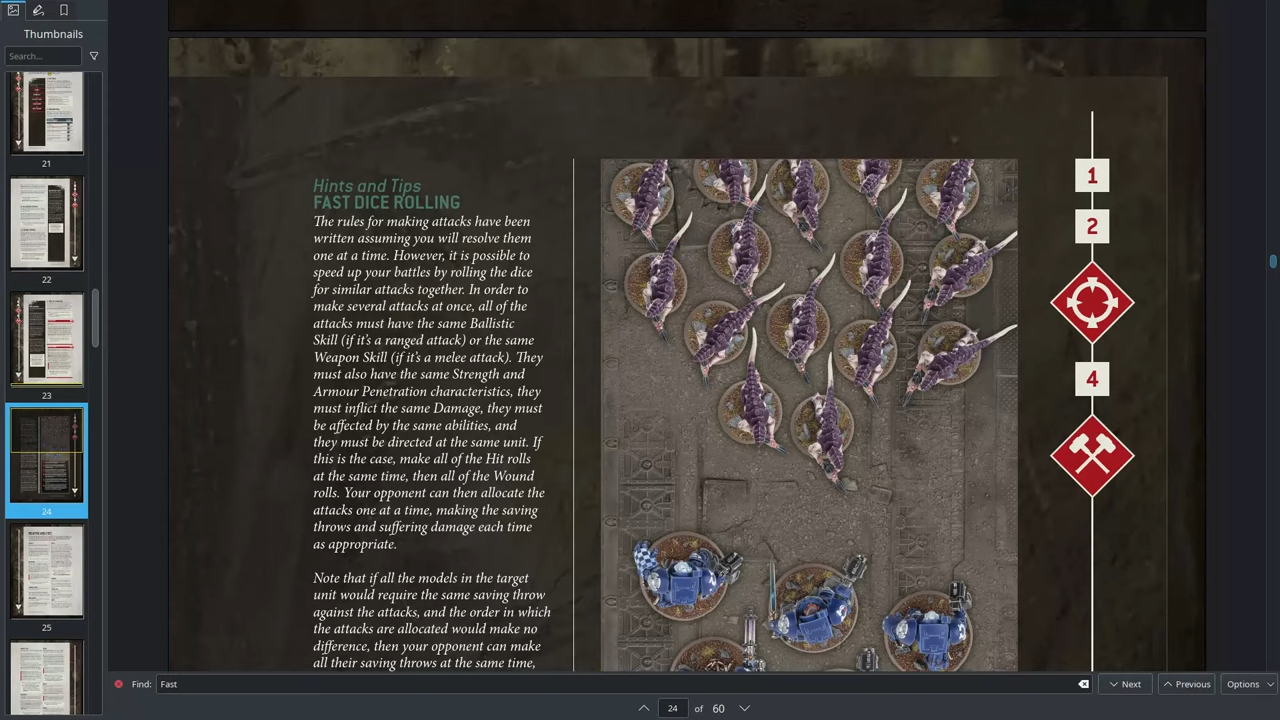 Thumbnails
Search...
21
22
23
24
25
Hints and Tips
FAST DICE ROLLING
The rules for making attacks have been
written assuming you will resolve them
one at a time. However, it is possible to
speed up your battles by rolling the dice
for similar attacks together. In order to
make several attacks at once, all of the
attacks must have the same Ballistic
Skill (if it's a ranged attack) or the same
Weapon Skill (if it's a melee attack). They
must also have the same Strength and
Armour Penetration characteristics, they
must inflict the same Damage, they must
be affected by the same abilities, and
they must be directed at the same unit. If
this is the case, make all of the Hit rolls
at the same time, then all of the Wound
rolls. Your opponent can then allocate the
attacks one at a time, making the saving
throws and suffering damage each time
as appropriate.
Note that if all the models in the target
unit would require the same saving throw
against the attacks, and the order in which
the attacks are allocated would make no
difference, then your opponent can make
all their saving throws at the same time,
1
2
4
Find: Fast
Next
Previous
Options
24 of 60